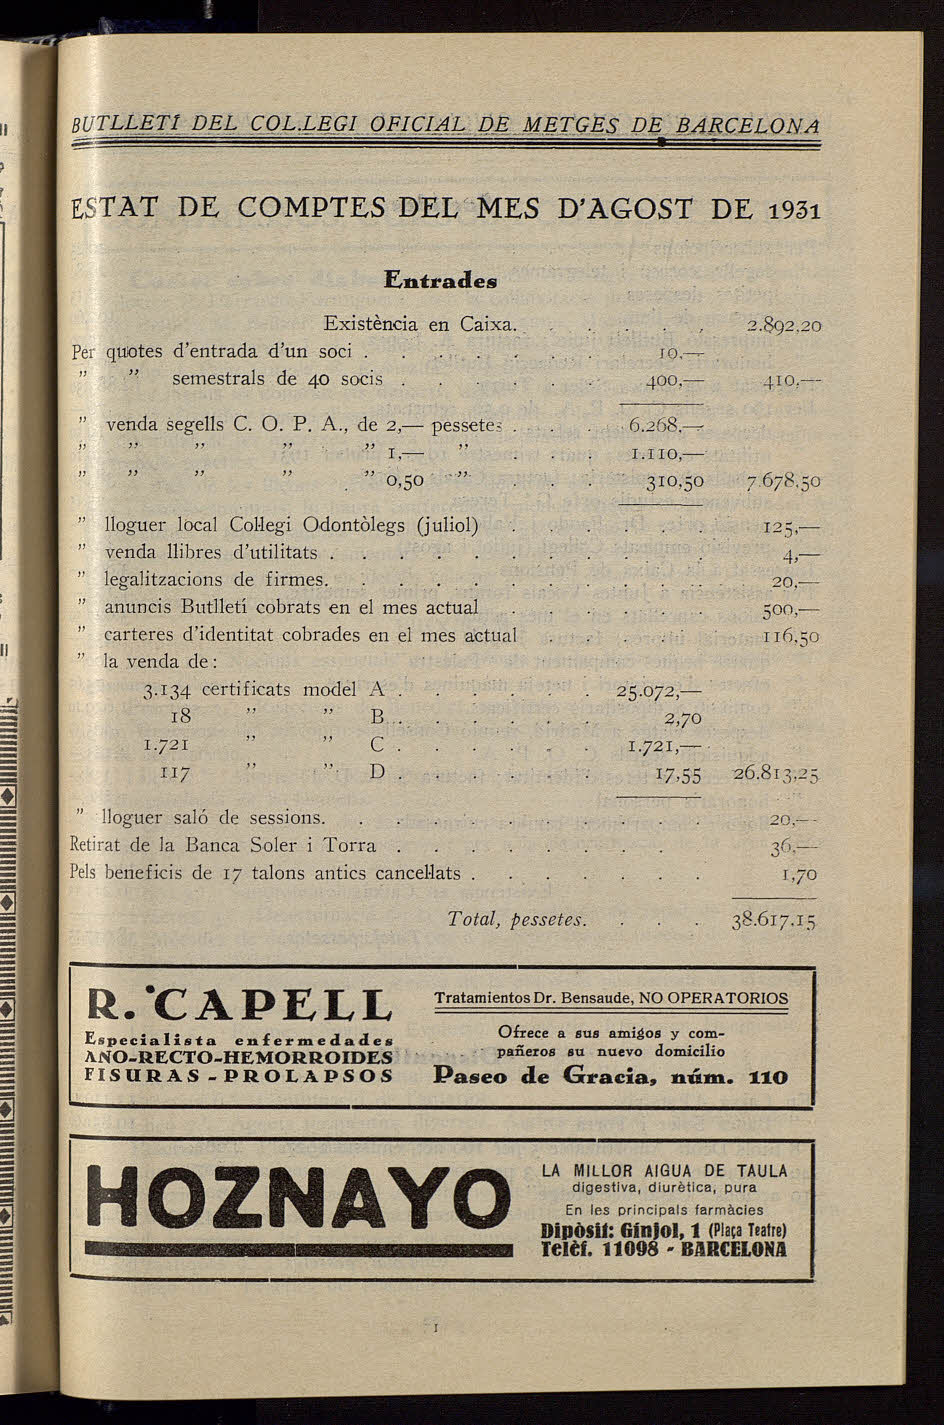 BUTLLETÍ DEL COL.LEGI OFICIAL DE METGES DE BARCELONA
ESTAT DE COMPTES DEL MES D'AGOST DE 1931
Entrades
Existència en Caixa. . . . . . 2.892,20
Per quotes d'entrada d'un soci . . . . . . . 10,—
" " semestrals de 40 socis . . . . . 400,— 410,—
" venda segells C. O. P. A., de 2,— pessetes . . . 6.268,—
" " " " " 1,— " . . . 1.110,—
" " " " " 0,50 " 310,50 7.678,50
" lloguer local Col·legi Odontòlegs (juliol) . . . . . 125,—
" venda llibres d'utilitats . . . . . . . . . . . 4,—
" legalitzacions de firmes. . . . . . . . . . . 20,—
" anuncis Butlletí cobrats en el mes actual . . . . . . 500,—
" carteres d'identitat cobrades en el mes actual . . . . . 116,50
" la venda de:
3.134 certificats model A . . . . . . 25.072,—
18 " " B . . . . . . 2,70
1.721 " " C . . . . . . 1.721,—
117 " " D . . . . . . 17,55 26.813,25
" lloguer saló de sessions. . . . . . . . . . . 20,—
Retirat de la Banca Soler i Torra . . . . . . . . 36,—
Pels beneficis de 17 talons antics cancel·lats . . . . . . . 1,70
Total, pessetes. . . . 38.617,15
R. CAPELL
Especialista enfermedades
ANO-RECTO-HEMORROIDES
FISURAS - PROLAPSOS
Tratamientos Dr. Bensaude, NO OPERATORIOS
Ofrece a sus amigos y com-
pañeros su nuevo domicilio
Paseo de Gracia, núm. 110
HOZNAYO
LA MILLOR AIGUA DE TAULA
digestiva, diurètica, pura
En les principals farmàcies
Dipòsit: Ginjol, 1 (Plaça Teatre)
Telèf. 11098 - BARCELONA
1